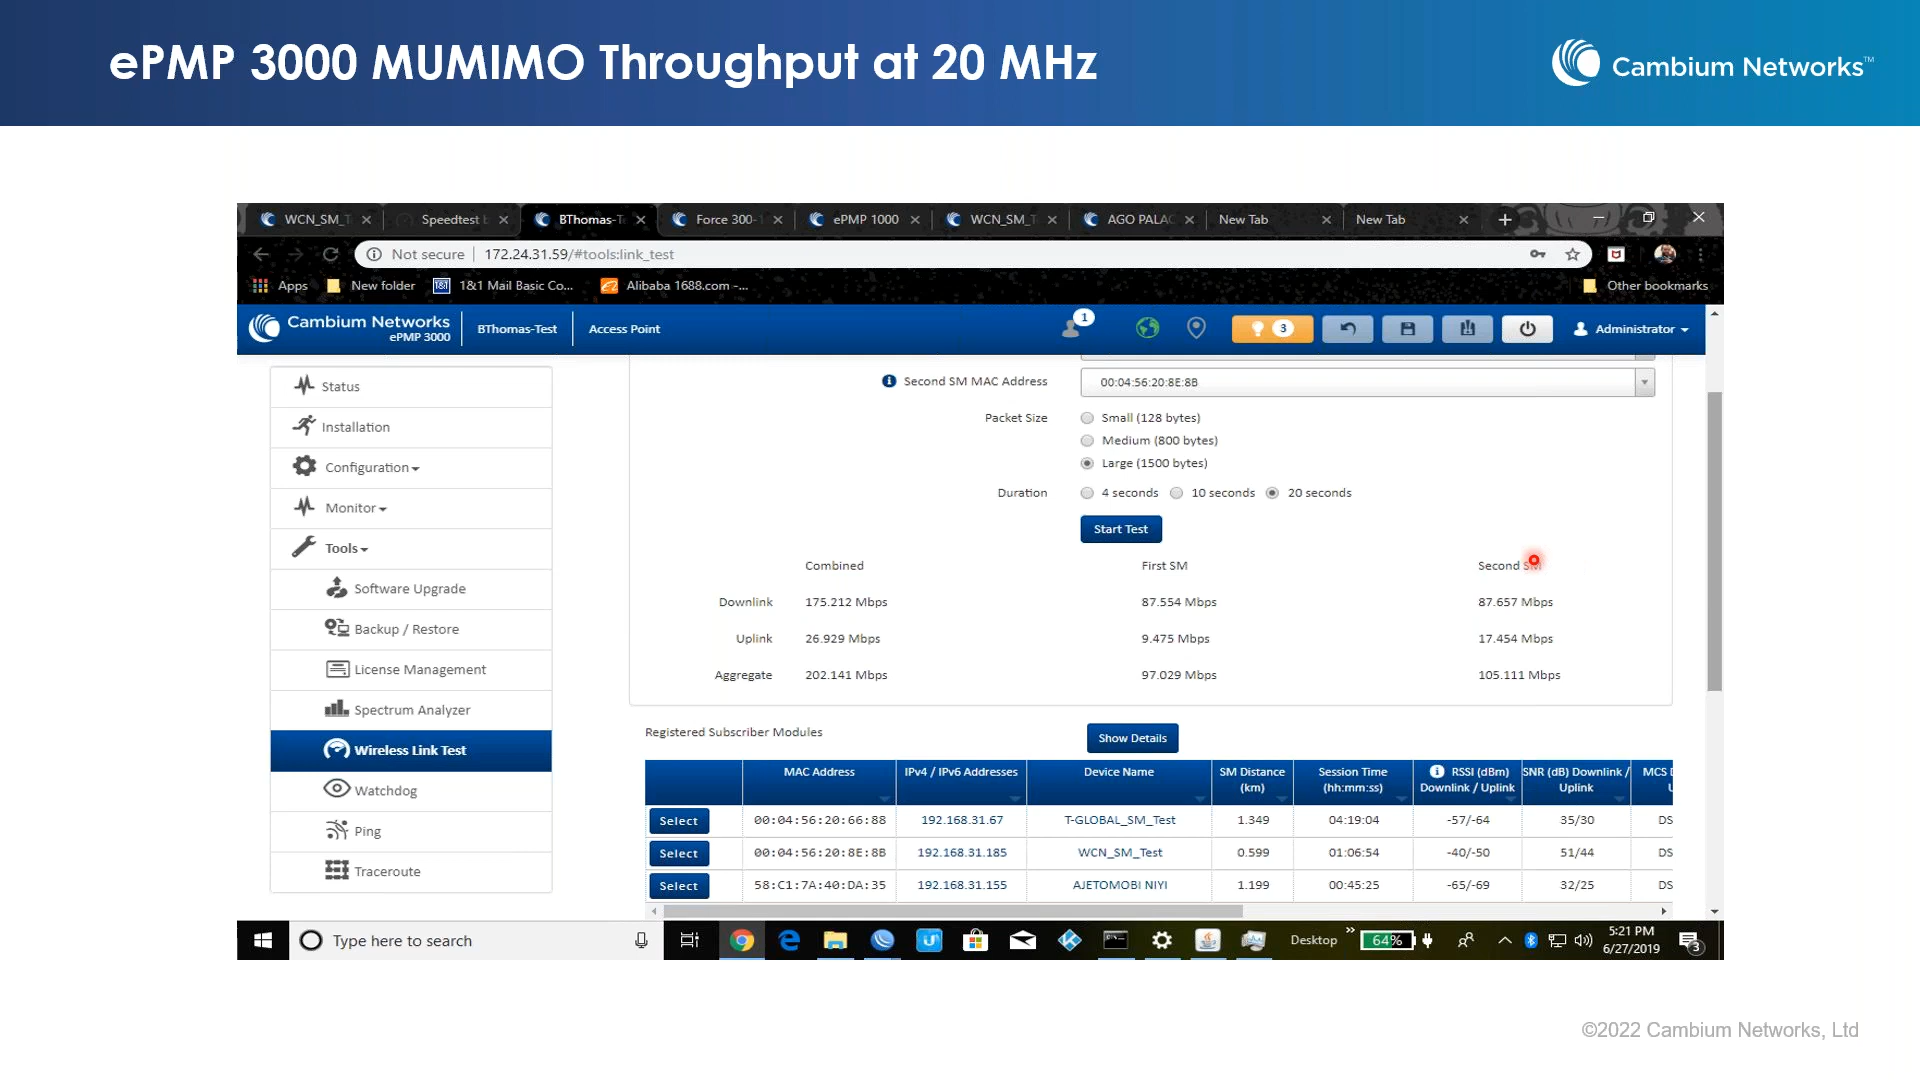 ePMP 3000 MUMIMO Throughput at 20 MHz
Cambium Networks™
WCN_SM_T
Speedtest b
BThomas-Te
Force 300-1
ePMP 1000
WCN_SM_T
AGO PALAC
New Tab
New Tab
Not secure
172.24.31.59/#tools:link_test
Apps
New folder
1&1
1&1 Mail Basic Co...
Alibaba 1688.com -...
Other bookmarks
Cambium Networks
ePMP 3000
BThomas-Test
Access Point
1
3
Administrator
Status
Installation
Configuration
Monitor
Tools
Software Upgrade
Backup / Restore
License Management
Spectrum Analyzer
Wireless Link Test
Watchdog
Ping
Traceroute
Second SM MAC Address
00:04:56:20:8E:8B
Packet Size
Small (128 bytes)
Medium (800 bytes)
Large (1500 bytes)
Duration
4 seconds
10 seconds
20 seconds
Start Test
Combined First SM Second SM
Downlink 175.212 Mbps 87.554 Mbps 87.657 Mbps
Uplink 26.929 Mbps 9.475 Mbps 17.454 Mbps
Aggregate 202.141 Mbps 97.029 Mbps 105.111 Mbps
Registered Subscriber Modules
Show Details
MAC Address IPv4 / IPv6 Addresses Device Name SM Distance Session Time RSSI (dBm) SNR (dB) Downlink / MCS D
(km) (hh:mm:ss) Downlink / Uplink Uplink U
Select 00:04:56:20:66:88 192.168.31.67 T-GLOBAL_SM_Test 1.349 04:19:04 -57/-64 35/30 DS
Select 00:04:56:20:8E:8B 192.168.31.185 WCN_SM_Test 0.599 01:06:54 -40/-50 51/44 DS
Select 58:C1:7A:40:DA:35 192.168.31.155 AJETOMOBI NIYI 1.199 00:45:25 -65/-69 32/25 DS
Type here to search
Desktop
64%
5:21 PM
6/27/2019
3
©2022 Cambium Networks, Ltd